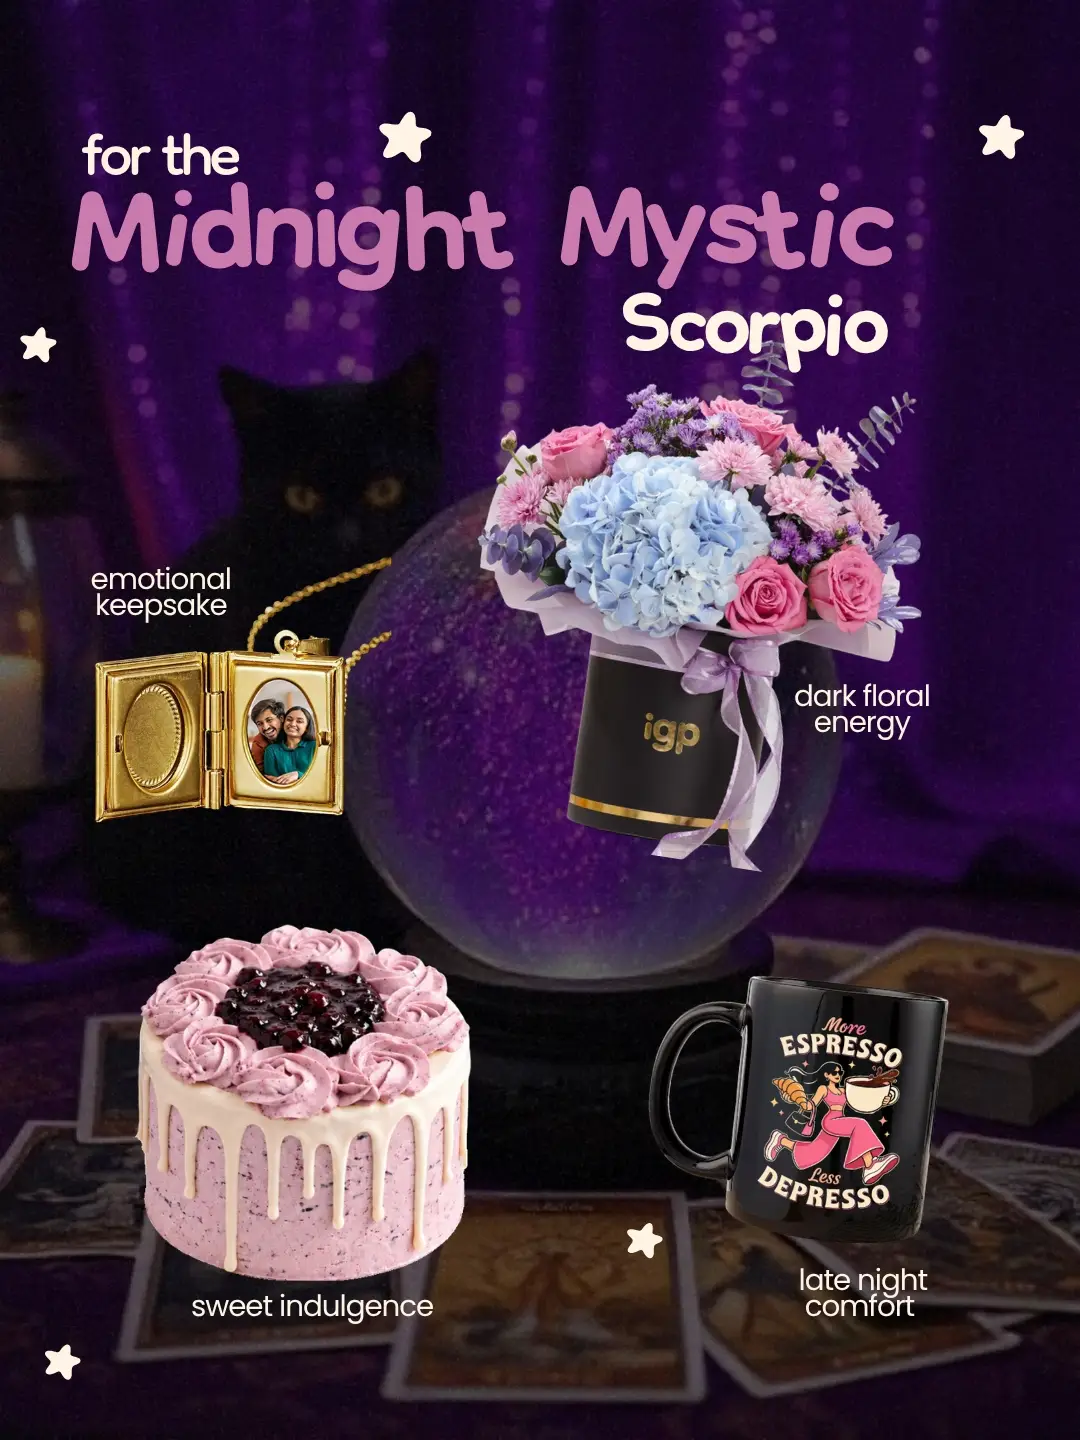 for the
Midnight Mystic
Scorpio
emotional
keepsake
igp
dark floral
energy
More
ESPRESSO
Less
DEPRESSO
sweet indulgence
late night
comfort